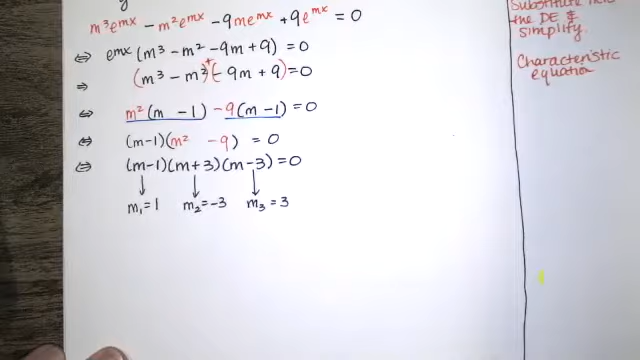 m³e^mx − m²e^mx − 9me^mx + 9e^mx = 0
⇔ e^mx (m³ − m² − 9m + 9) = 0
⇒ (m³ − m²)⁺(− 9m + 9) = 0
⇔ m²(m − 1) − 9(m − 1) = 0
⇔ (m−1)(m² − 9) = 0
⇔ (m−1)(m+3)(m−3) = 0
↓ ↓ ↓
m₁ = 1 m₂ = −3 m₃ = 3
Substitute
the DE &
simplify.
Characteristic
equation